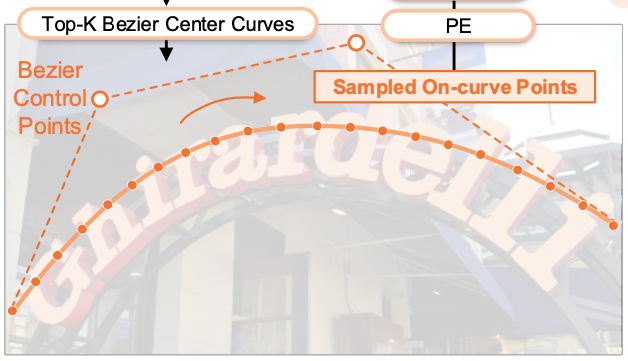 Top-K Bezier Center Curves
PE
Bezier
Control
Points
Sampled On-curve Points
Ghirardelli